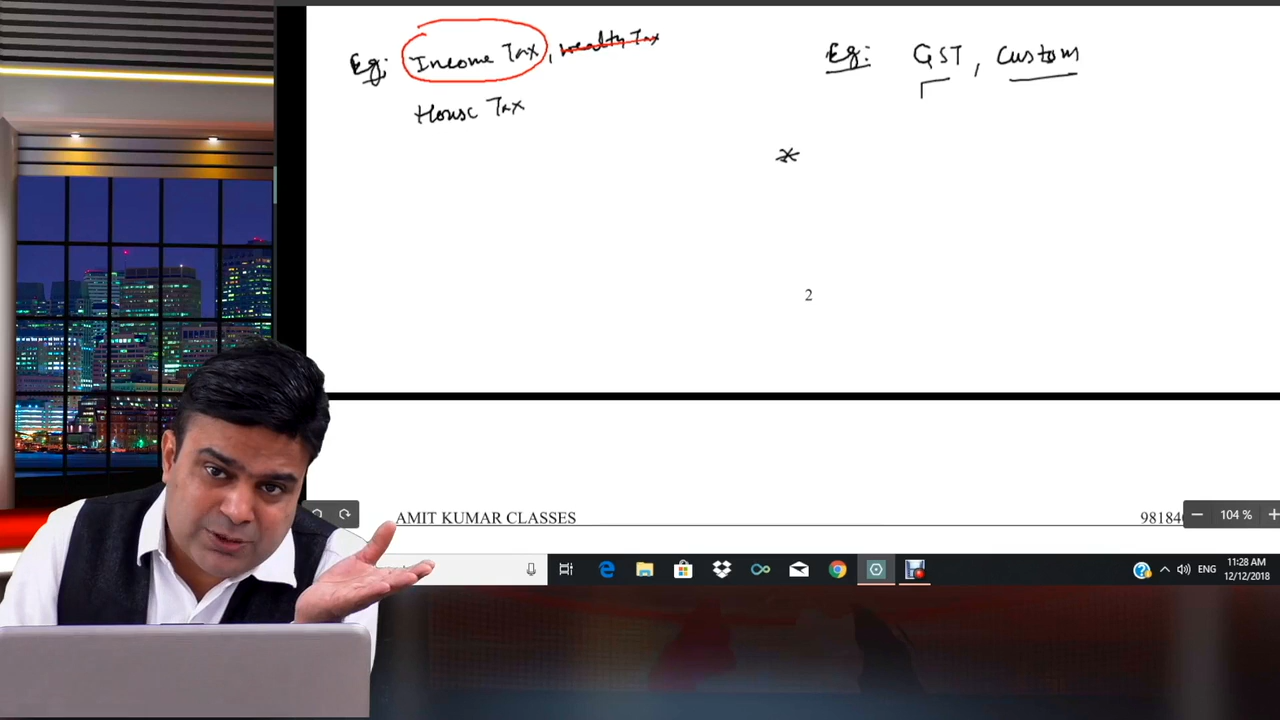 Eg: Income Tax, Wealth Tax
House Tax
Eg: GST, Custom
*
2
AMIT KUMAR CLASSES
104 %
ENG
11:28 AM
12/12/2018